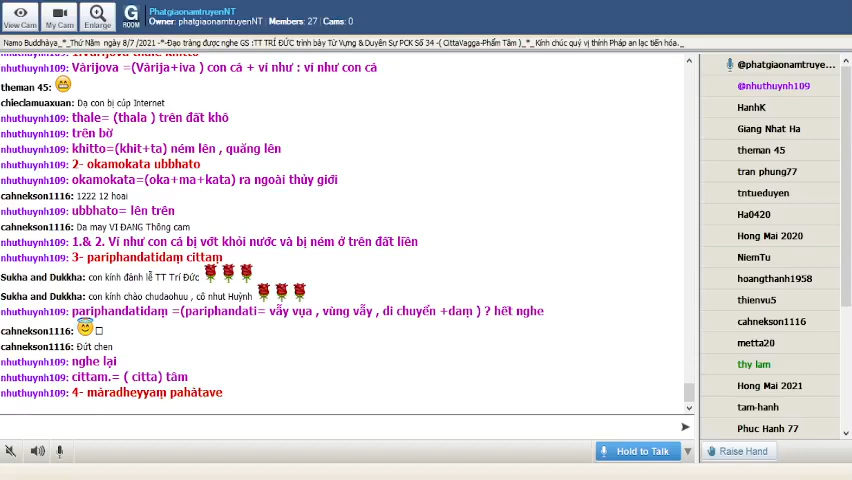 PhatgiaonamtruyenNT
Owner: phatgiaonamtruyenNT | Members: 27 | Cams: 0
View Cam
My Cam
Enlarge
G
ROOM
Namo Buddhàya_*_Thứ Năm ngày 8/7 /2021 -*-Đạo tràng được nghe GS :TT TRÍ ĐỨC trình bày Từ Vựng & Duyên Sự PCK Số 34 -( CittaVagga-Phẩm Tâm )_*_Kính chúc quý vị thính Pháp an lạc tiến hóa._
nhuthuynh109: Vàrijova =(Vàrija+iva ) con cá + ví như : ví như con cá
theman 45:
chieclamuaxuan: Dạ con bị cúp Internet
nhuthuynh109: thale= (thala ) trên đất khô
nhuthuynh109: trên bờ
nhuthuynh109: khitto=(khit+ta) ném lên , quăng lên
nhuthuynh109: 2- okamokata ubbhato
nhuthuynh109: okamokata=(oka+ma+kata) ra ngoài thủy giới
cahnekson1116: 1222 12 hoai
nhuthuynh109: ubbhato= lên trên
cahnekson1116: Da may VI ĐANG Thông cam
nhuthuynh109: 1.& 2. Ví như con cá bị vớt khỏi nước và bị ném ở trên đất liền
nhuthuynh109: 3- pariphandatidaṃ cittaṃ
Sukha and Dukkha: con kính đảnh lễ TT Trí Đức
Sukha and Dukkha: con kính chào chudaohuu , cô nhut Huỳnh
nhuthuynh109: pariphandatidaṃ =(pariphandati= vẫy vụa , vùng vẫy , di chuyển +daṃ ) ? hết nghe
cahnekson1116:
cahnekson1116: Đứt chen
nhuthuynh109: nghe lại
nhuthuynh109: cittam.= ( citta) tâm
nhuthuynh109: 4- màradheyyaṃ pahàtave
@phatgiaonamtruye...
@nhuthuynh109
HanhK
Giang Nhat Ha
theman 45
tran phung77
tntueduyen
Ha0420
Hong Mai 2020
NiemTu
hoangthanh1958
thienvu5
cahnekson1116
metta20
thy lam
Hong Mai 2021
tam-hanh
Phuc Hanh 77
Hold to Talk
Raise Hand